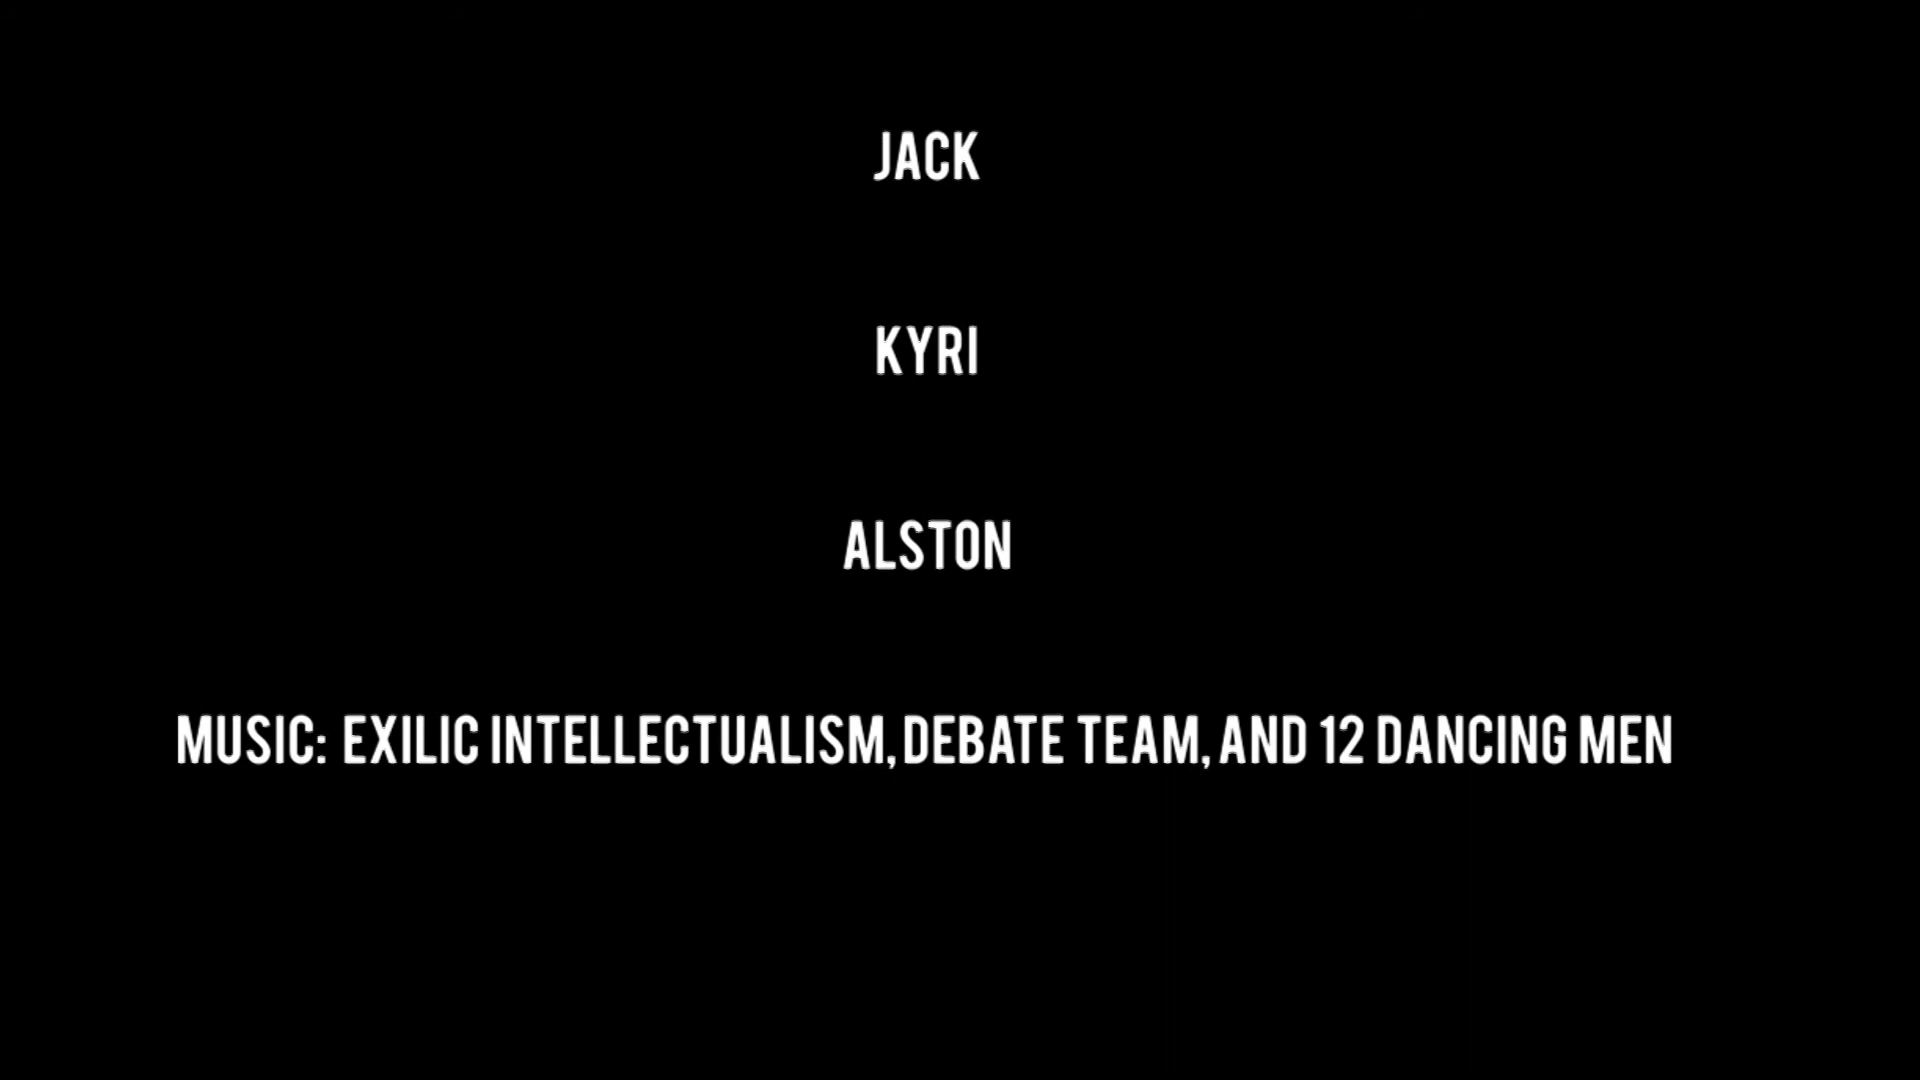 JACK
KYRI
ALSTON
MUSIC: EXILIC INTELLECTUALISM, DEBATE TEAM, AND 12 DANCING MEN